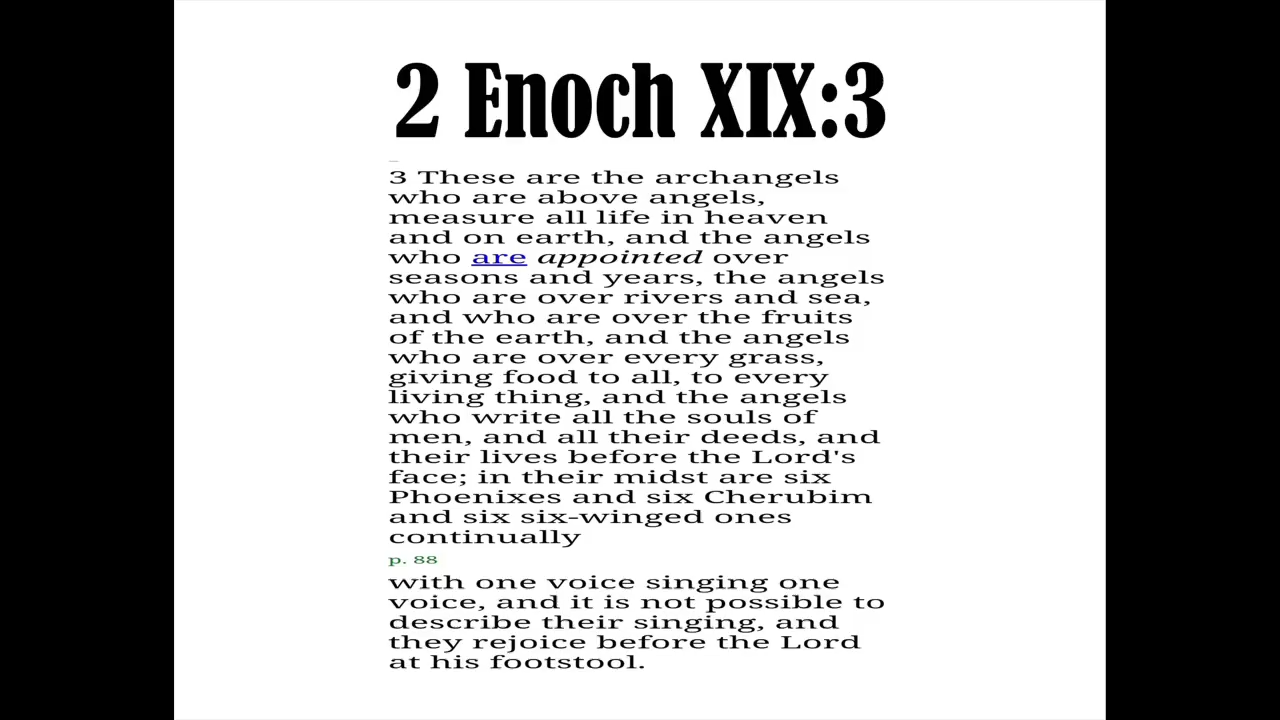 2 Enoch XIX:3
3 These are the archangels
who are above angels,
measure all life in heaven
and on earth, and the angels
who are appointed over
seasons and years, the angels
who are over rivers and sea,
and who are over the fruits
of the earth, and the angels
who are over every grass,
giving food to all, to every
living thing, and the angels
who write all the souls of
men, and all their deeds, and
their lives before the Lord's
face; in their midst are six
Phoenixes and six Cherubim
and six six-winged ones
continually
p. 88
with one voice singing one
voice, and it is not possible to
describe their singing, and
they rejoice before the Lord
at his footstool.